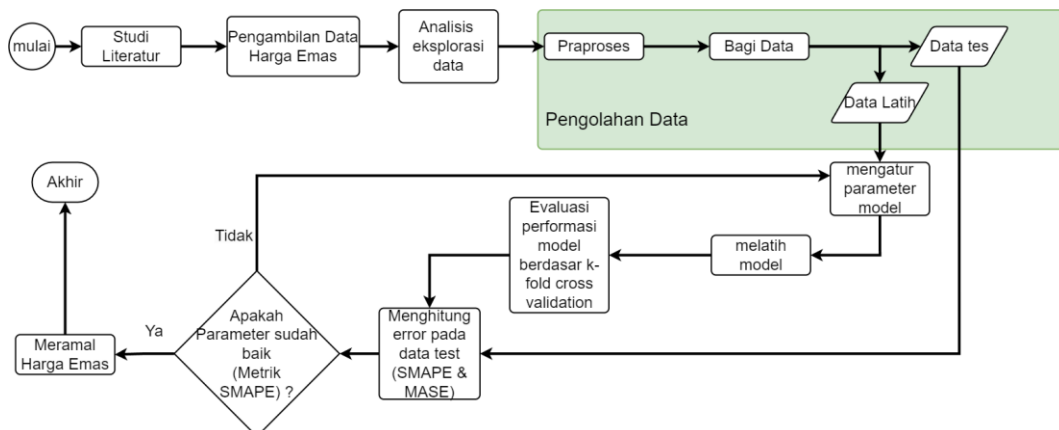 mulai
Studi
Literatur
Pengambilan Data
Harga Emas
Analisis
eksplorasi
data
Praproses
Bagi Data
Data tes
Data Latih
Pengolahan Data
mengatur
parameter
model
melatih
model
Evaluasi
performasi
model
berdasar k-
fold cross
validation
Menghitung
error pada
data test
(SMAPE &
MASE)
Apakah
Parameter sudah
baik
(Metrik
SMAPE) ?
Tidak
Ya
Meramal
Harga Emas
Akhir